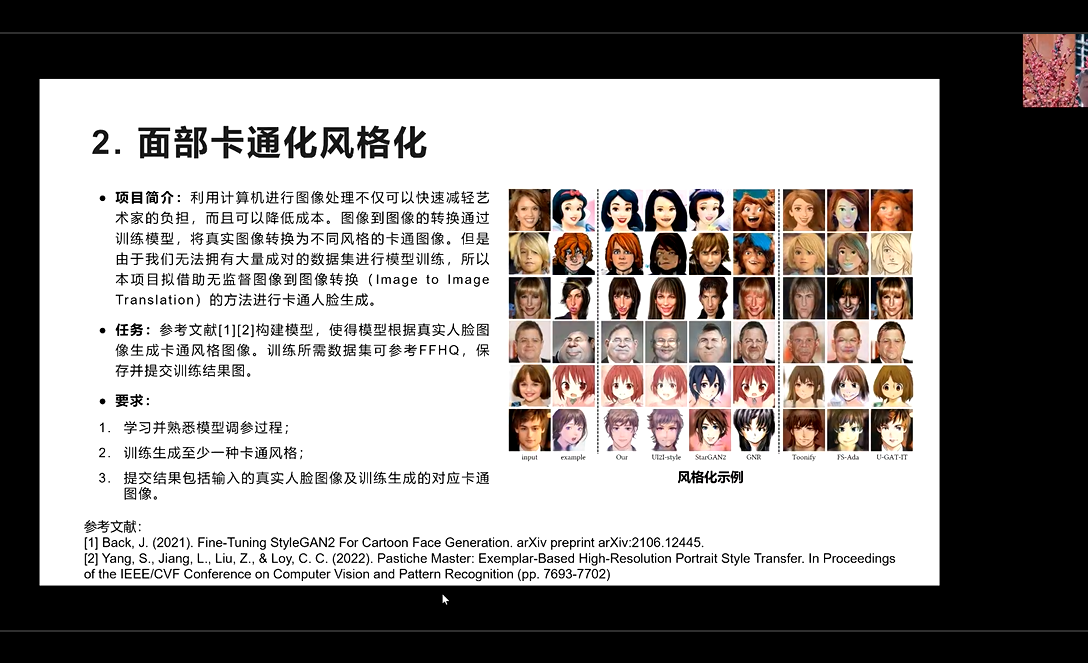 2. 面部卡通化风格化
● 项目简介：利用计算机进行图像处理不仅可以快速减轻艺
术家的负担，而且可以降低成本。图像到图像的转换通过
训练模型，将真实图像转换为不同风格的卡通图像。但是
由于我们无法拥有大量成对的数据集进行模型训练，所以
本项目拟借助无监督图像到图像转换（Image to Image
Translation）的方法进行卡通人脸生成。
● 任务：参考文献[1][2]构建模型，使得模型根据真实人脸图
像生成卡通风格图像。训练所需数据集可参考FFHQ，保
存并提交训练结果图。
● 要求：
1. 学习并熟悉模型调参过程；
2. 训练生成至少一种卡通风格；
3. 提交结果包括输入的真实人脸图像及训练生成的对应卡通
图像。
input example Our UI2I-style StarGAN2 GNR Toonify FS-Ada U-GAT-IT
风格化示例
参考文献：
[1] Back, J. (2021). Fine-Tuning StyleGAN2 For Cartoon Face Generation. arXiv preprint arXiv:2106.12445.
[2] Yang, S., Jiang, L., Liu, Z., & Loy, C. C. (2022). Pastiche Master: Exemplar-Based High-Resolution Portrait Style Transfer. In Proceedings
of the IEEE/CVF Conference on Computer Vision and Pattern Recognition (pp. 7693-7702)